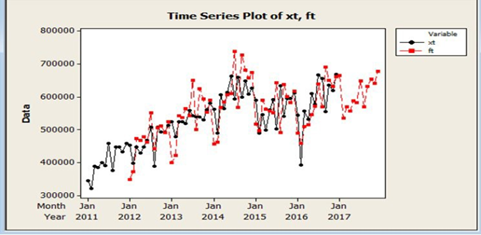 Time Series Plot of xt, ft
Variable
xt
ft
800000
700000
600000
500000
400000
300000
Data
Month Jan Jan Jan Jan Jan Jan Jan
Year 2011 2012 2013 2014 2015 2016 2017